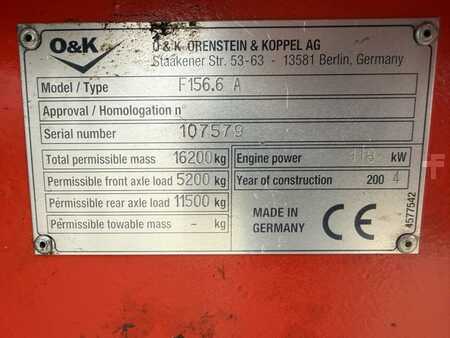 O&K
O & K ORENSTEIN & KOPPEL AG
Staakener Str. 53-63 - 13581 Berlin, Germany
Model / Type F156.6 A
Approval / Homologation n°
Serial number 107579
Total permissible mass 16200 kg
Engine power kW
Permissible front axle load 5200 kg
Year of construction 200 4
Permissible rear axle load 11500 kg
Permissible towable mass - kg
MADE IN
GERMANY
CE
4577542